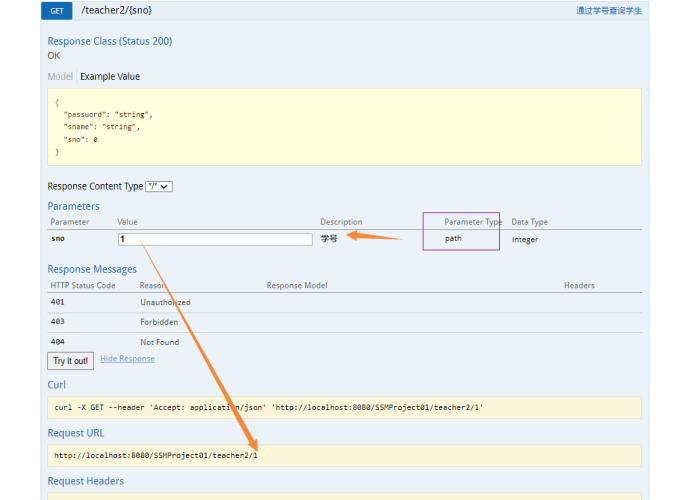 GET /teacher2/{sno} 通过学号查询学生
Response Class (Status 200)
OK
Model Example Value
{
"password": "string",
"sname": "string",
"sno": 0
}
Response Content Type */*
Parameters
Parameter Value Description Parameter Type Data Type
sno 1 学号 path integer
Response Messages
HTTP Status Code Reason Response Model Headers
401 Unauthorized
403 Forbidden
404 Not Found
Try it out! Hide Response
Curl
curl -X GET --header 'Accept: application/json' 'http://localhost:8080/SSMProject01/teacher2/1'
Request URL
http://localhost:8080/SSMProject01/teacher2/1
Request Headers